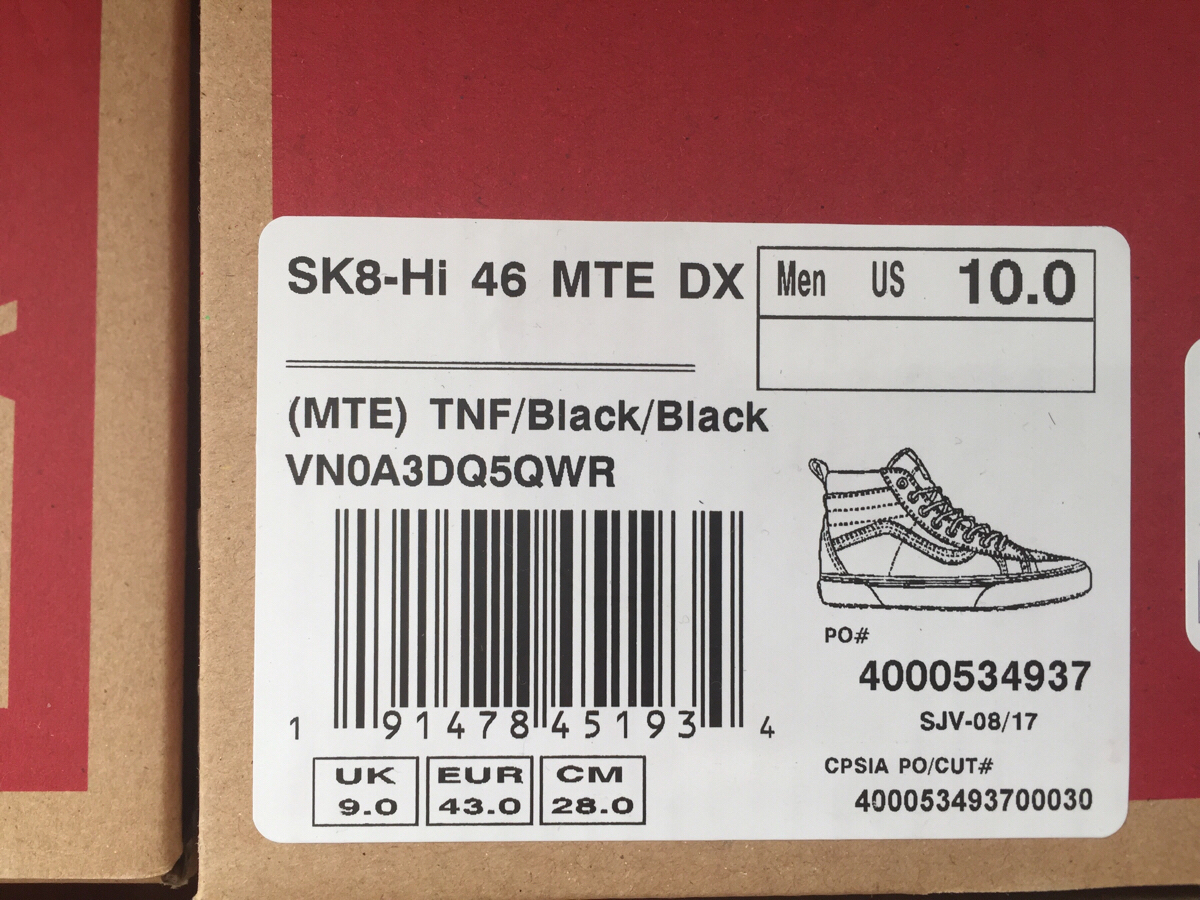 SK8-Hi 46 MTE DX
Men US 10.0
(MTE) TNF/Black/Black
VN0A3DQ5QWR
1 91478 45193 4
PO#
4000534937
SJV-08/17
CPSIA PO/CUT#
400053493700030
UK EUR CM
9.0 43.0 28.0